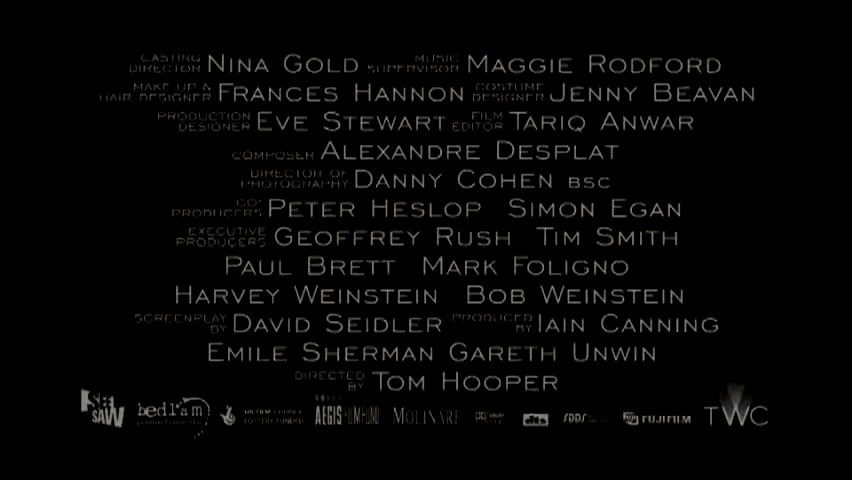 CASTING DIRECTOR NINA GOLD MUSIC SUPERVISOR MAGGIE RODFORD
MAKE UP & HAIR DESIGNER FRANCES HANNON COSTUME DESIGNER JENNY BEAVAN
PRODUCTION DESIGNER EVE STEWART FILM EDITOR TARIQ ANWAR
COMPOSER ALEXANDRE DESPLAT
DIRECTOR OF PHOTOGRAPHY DANNY COHEN BSC
CO-PRODUCERS PETER HESLOP SIMON EGAN
EXECUTIVE PRODUCERS GEOFFREY RUSH TIM SMITH
PAUL BRETT MARK FOLIGNO
HARVEY WEINSTEIN BOB WEINSTEIN
SCREENPLAY BY DAVID SEIDLER PRODUCED BY IAIN CANNING
EMILE SHERMAN GARETH UNWIN
DIRECTED BY TOM HOOPER
SEE SAW bedlam productions AEGIS FILM FUND MOLINARE dts SDDS FUJIFILM TWC